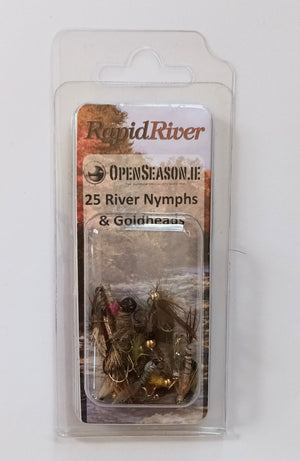 RapidRiver
OPENSEASON.IE
25 River Nymphs
& Goldheads